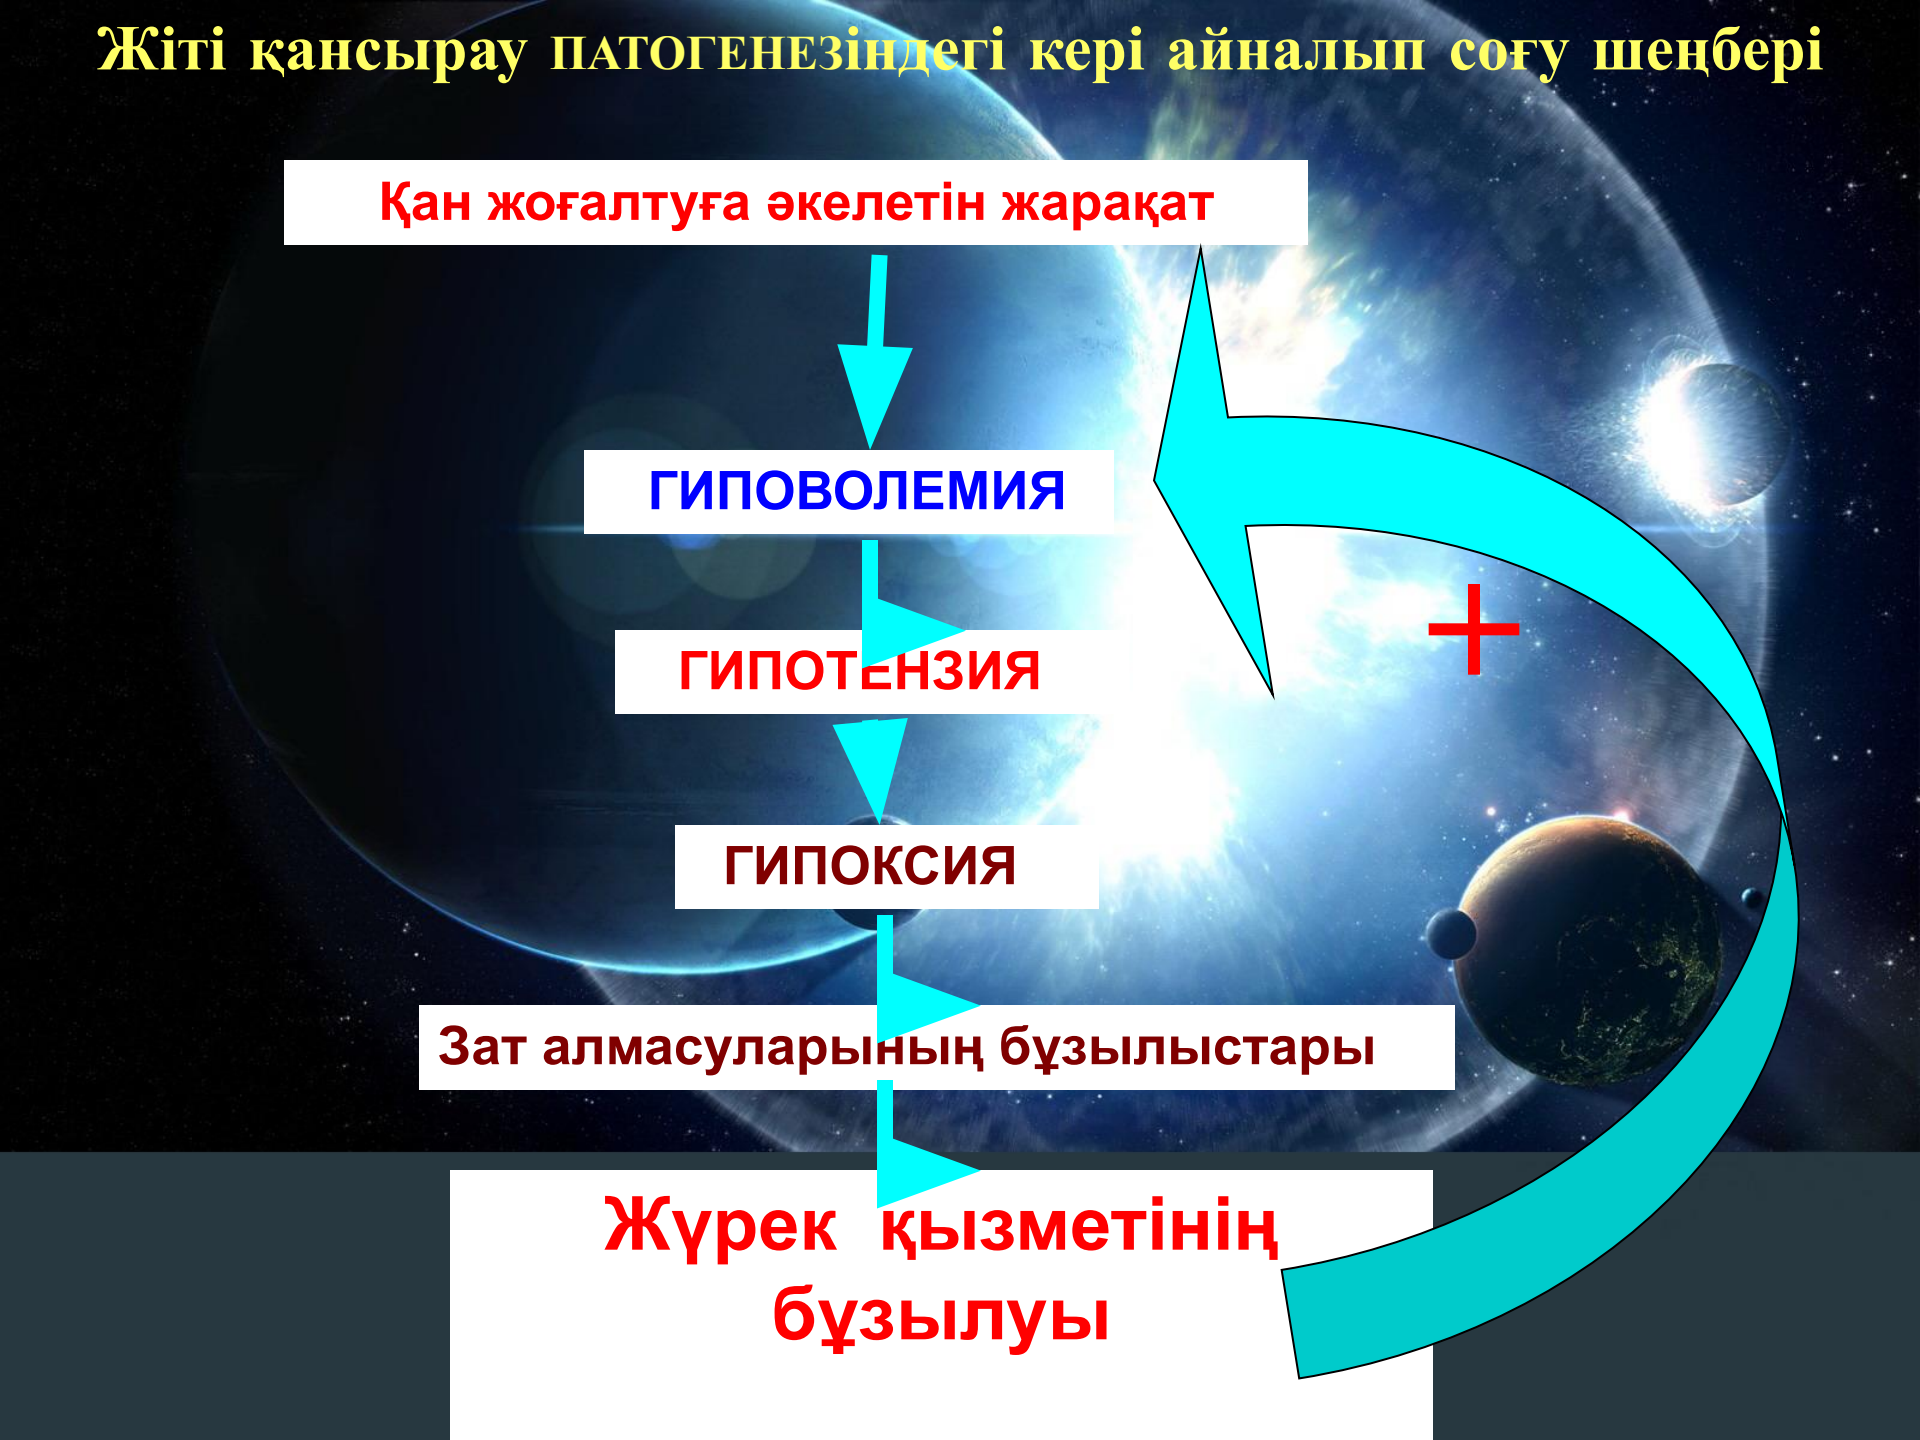 Жіті қансырау ПАТОГЕНЕЗіндегі кері айналып соғу шеңбері
Қан жоғалтуға әкелетін жарақат
ГИПОВОЛЕМИЯ
+
ГИПОТЕНЗИЯ
ГИПОКСИЯ
Зат алмасуларының бұзылыстары
Жүрек қызметінің
бұзылуы